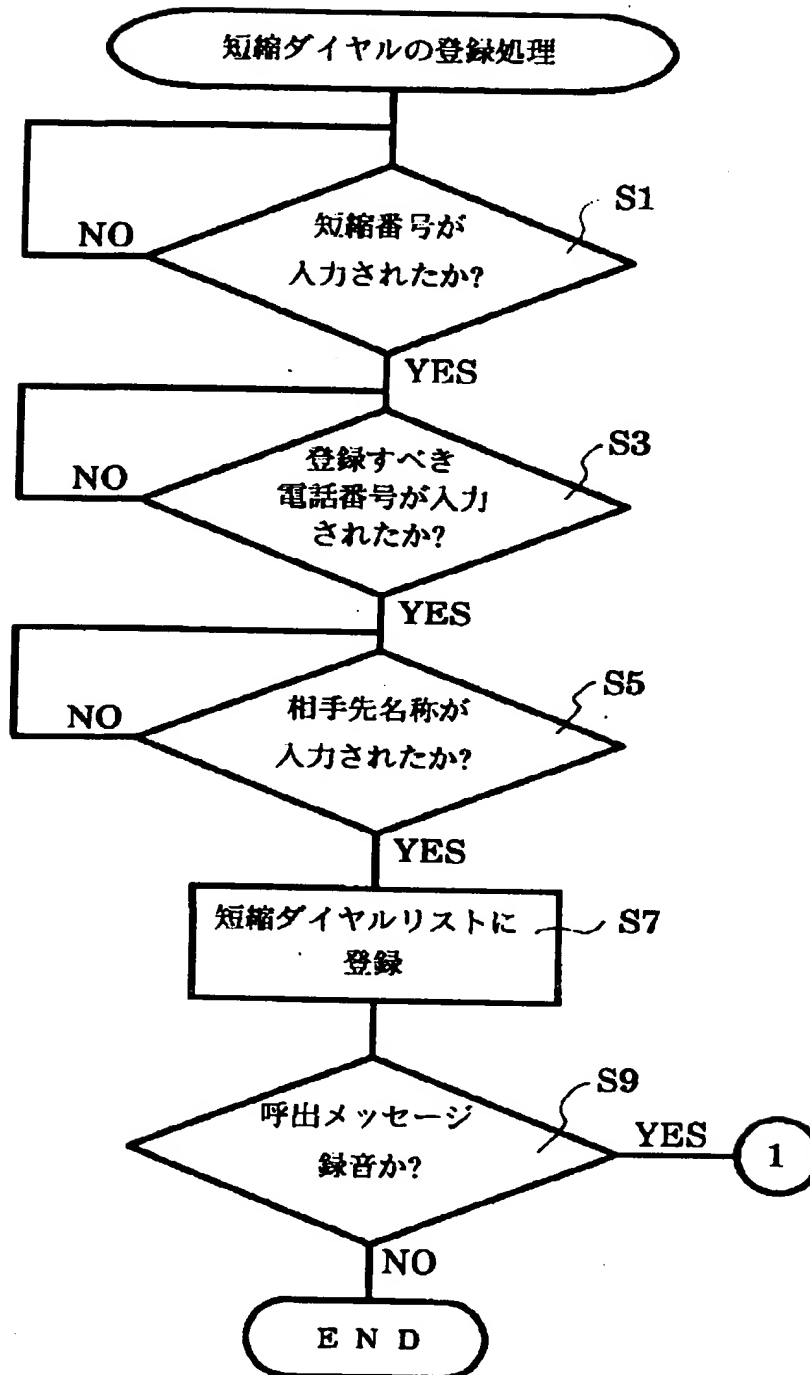 短縮ダイヤルの登録処理
S1
短縮番号が
入力されたか?
NO
YES
S3
登録すべき
電話番号が入力
されたか?
NO
YES
S5
相手先名称が
入力されたか?
NO
YES
短縮ダイヤルリストに
登録
S7
S9
呼出メッセージ
録音か?
YES
1
NO
E N D